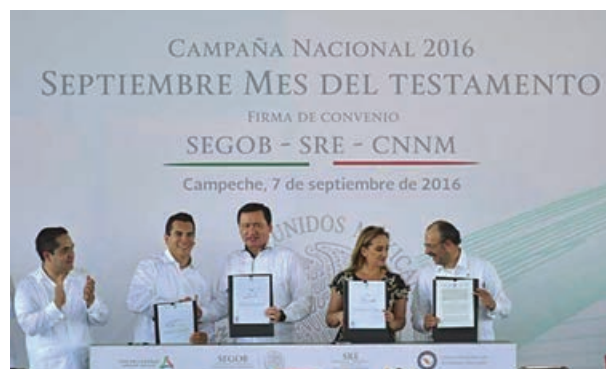 CAMPAÑA NACIONAL 2016
SEPTIEMBRE MES DEL TESTAMENTO
FIRMA DE CONVENIO
SEGOB - SRE - CNNM
Campeche, 7 de septiembre de 2016
UNIDOS MEXICA
SEGOB
SRE